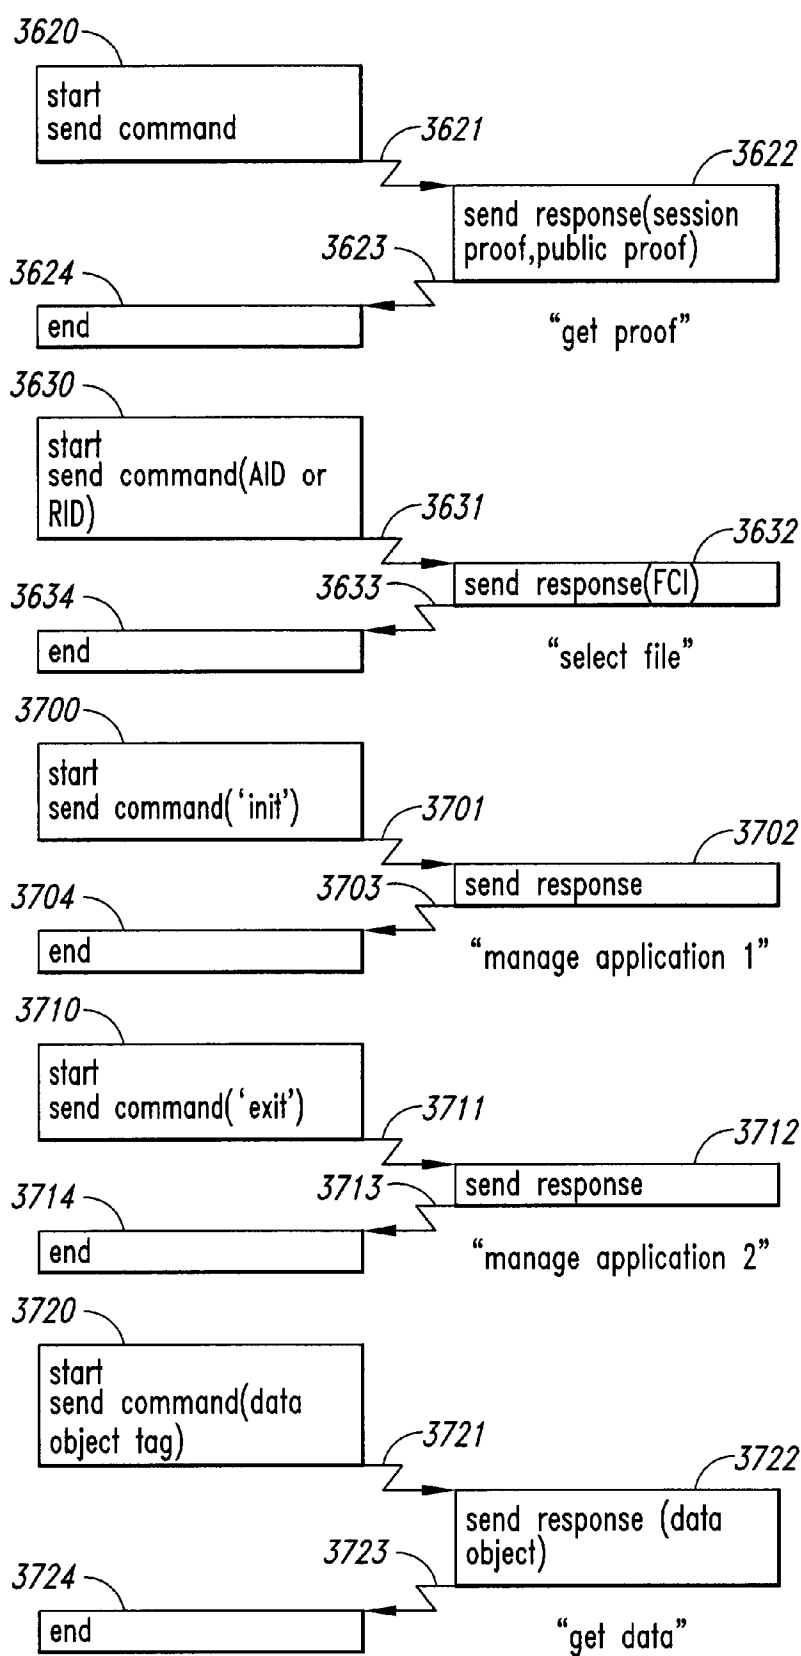 3620
start
send command
3621
3622
send response(session
proof,public proof)
3623
3624
end
“get proof”
3630
start
send command(AID or
RID)
3631
3632
send response(FCI)
3633
3634
end
“select file”
3700
start
send command(‘init’)
3701
3702
send response
3703
3704
end
“manage application 1”
3710
start
send command(‘exit’)
3711
3712
send response
3713
3714
end
“manage application 2”
3720
start
send command(data
object tag)
3721
3722
send response (data
object)
3723
3724
end
“get data”